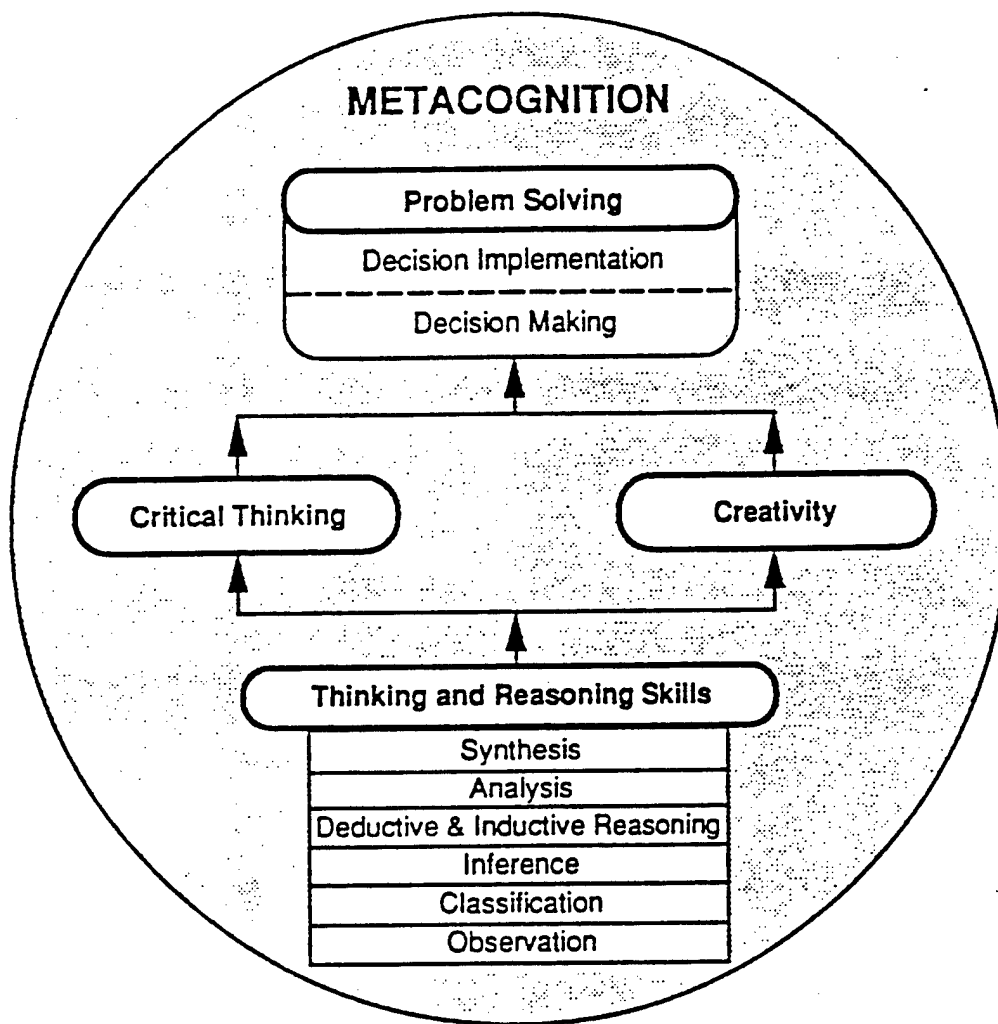 METACOGNITION
Problem Solving
Decision Implementation
Decision Making
Critical Thinking
Creativity
Thinking and Reasoning Skills
Synthesis
Analysis
Deductive & Inductive Reasoning
Inference
Classification
Observation